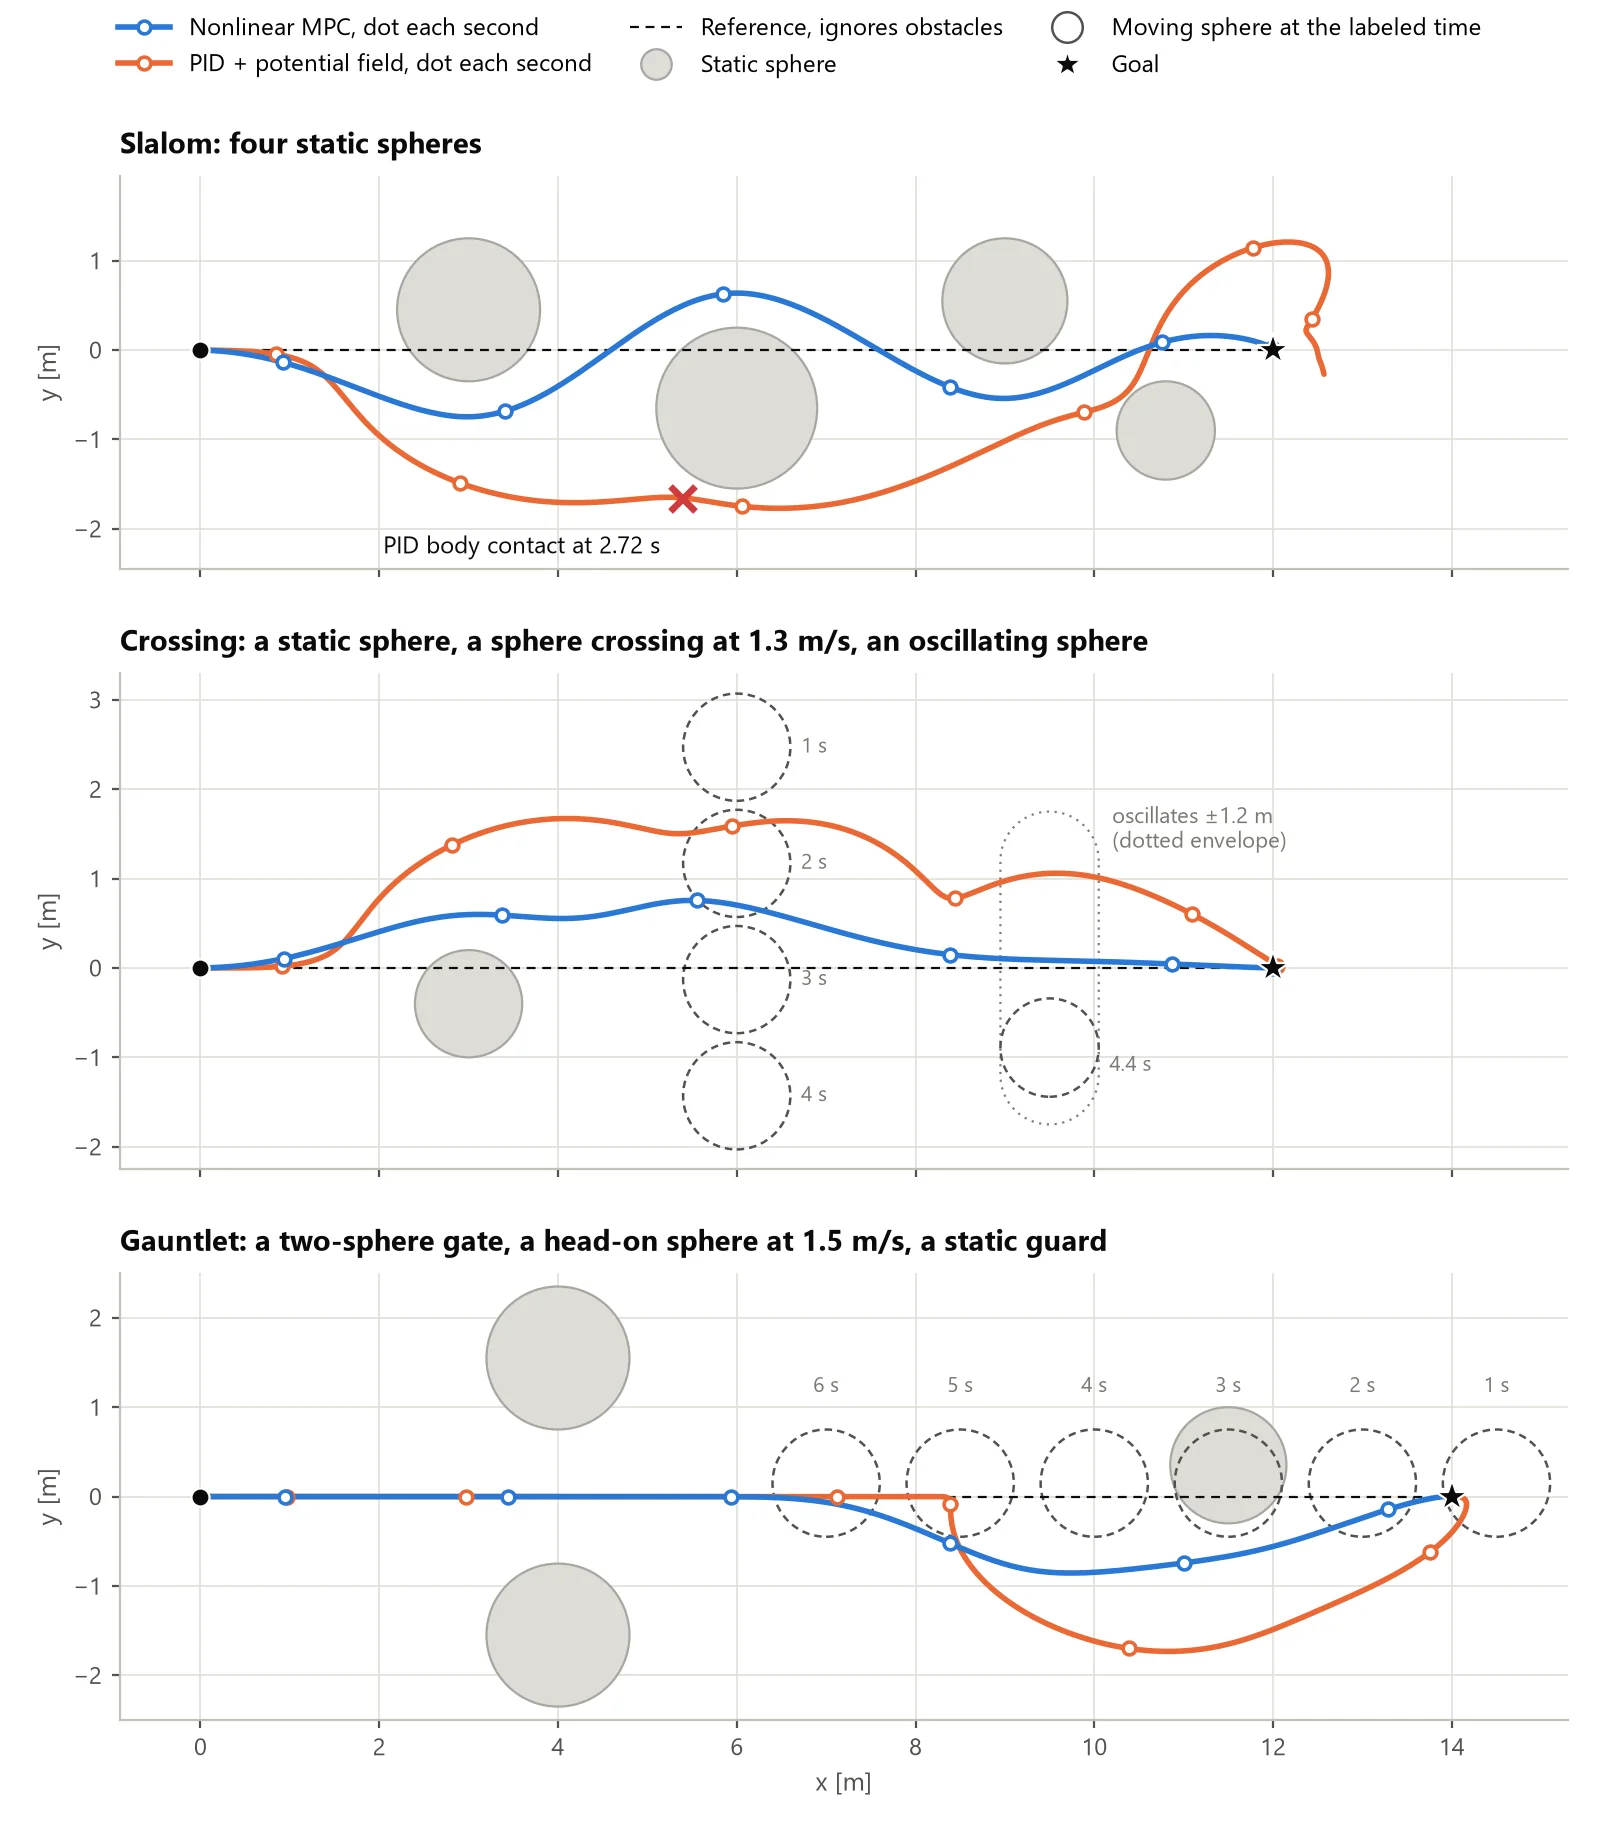 Nonlinear MPC, dot each second
PID + potential field, dot each second
Reference, ignores obstacles
Static sphere
Moving sphere at the labeled time
Goal
Slalom: four static spheres
y [m]
1
0
−1
−2
PID body contact at 2.72 s
Crossing: a static sphere, a sphere crossing at 1.3 m/s, an oscillating sphere
y [m]
3
2
1
0
−1
−2
1 s
2 s
3 s
4 s
oscillates ±1.2 m
(dotted envelope)
4.4 s
Gauntlet: a two-sphere gate, a head-on sphere at 1.5 m/s, a static guard
y [m]
2
1
0
−1
−2
6 s
5 s
4 s
3 s
2 s
1 s
0
2
4
6
8
10
12
14
x [m]